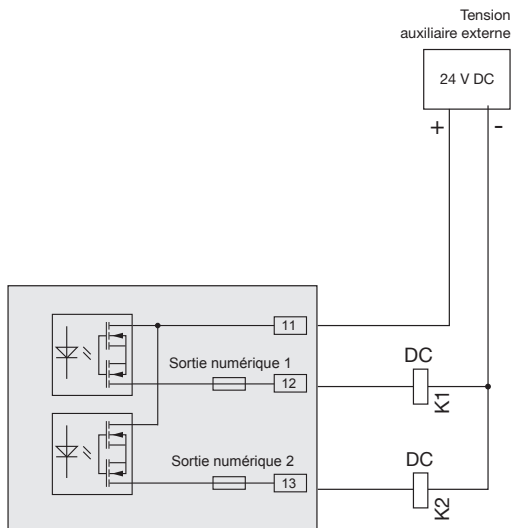 Tension
auxiliaire externe
24 V DC
+ -
11
Sortie numérique 1
12
DC
K1
Sortie numérique 2
13
DC
K2